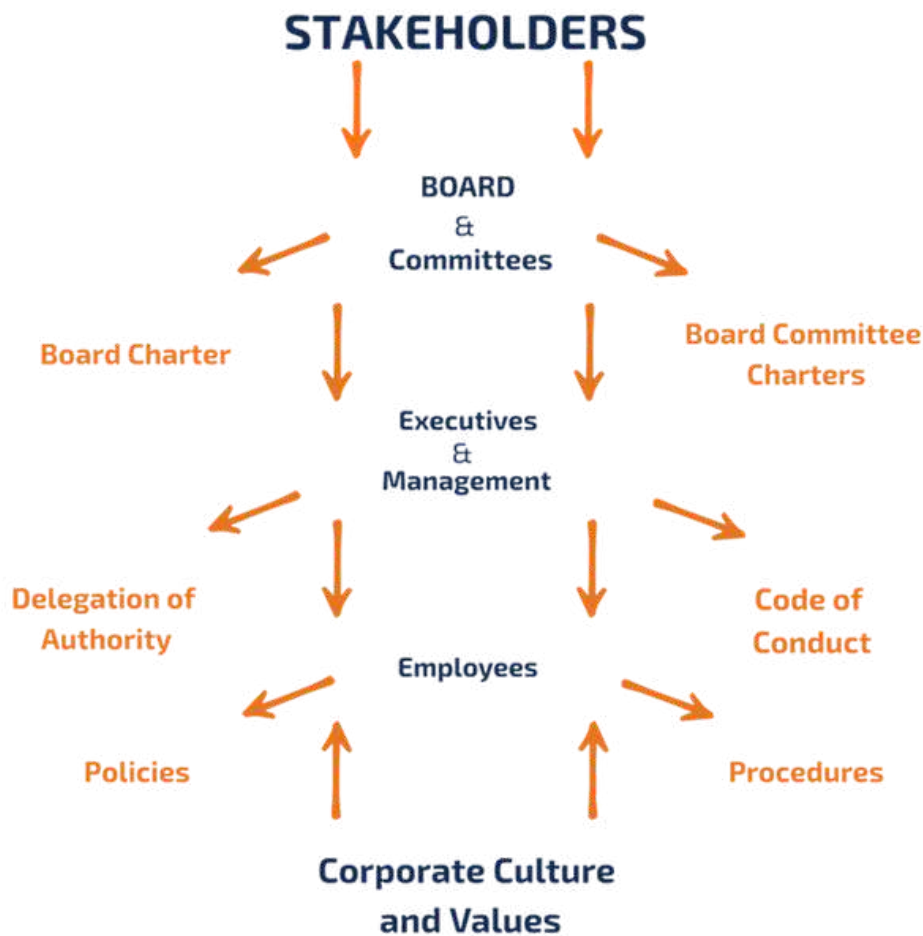 STAKEHOLDERS
BOARD
&
Committees
Board Charter
Board Committee
Charters
Executives
&
Management
Delegation of
Authority
Code of
Conduct
Employees
Policies
Procedures
Corporate Culture
and Values